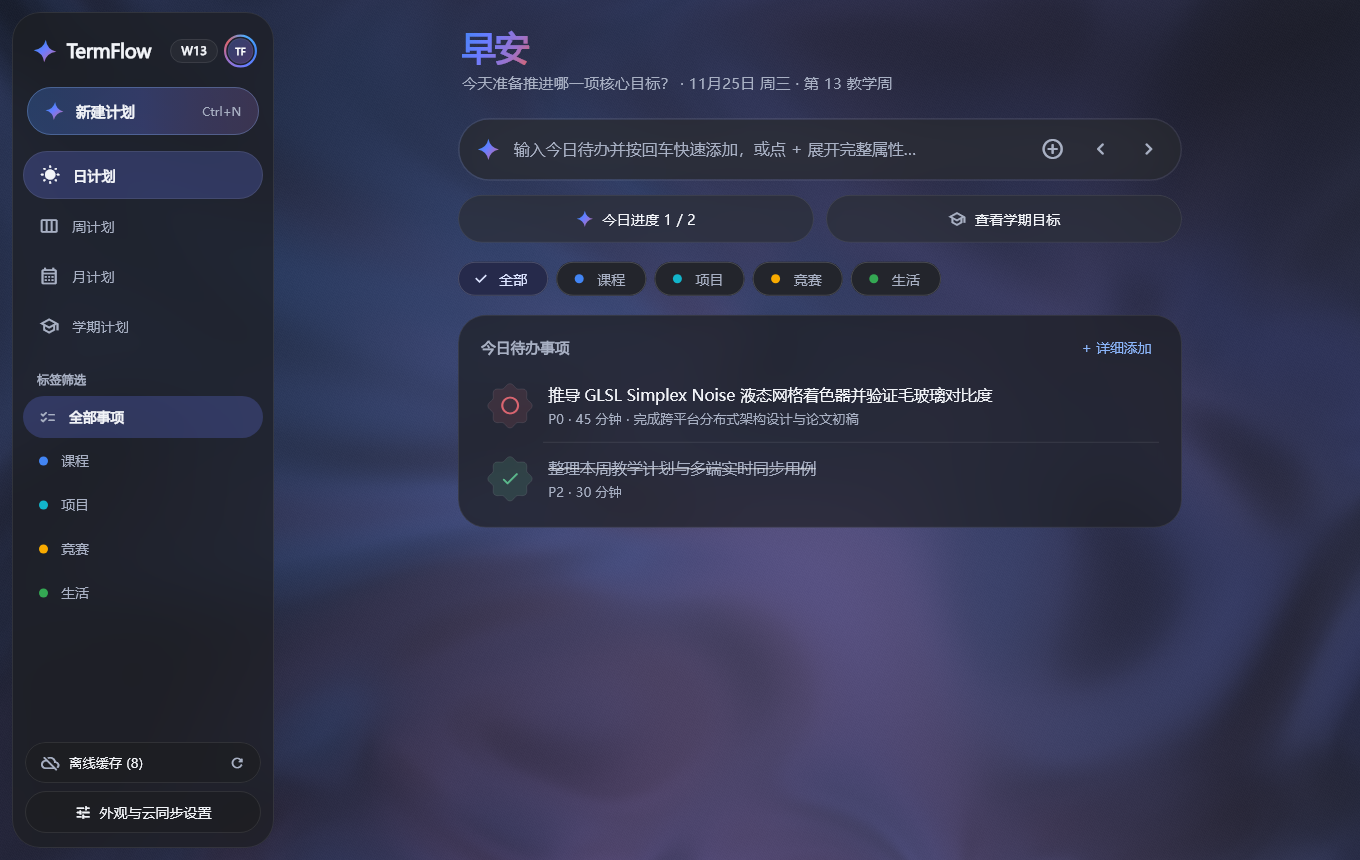 TermFlow W13 TF
新建计划 Ctrl+N
日计划
周计划
月计划
学期计划
标签筛选
全部事项
课程
项目
竞赛
生活
离线缓存 (8)
外观与云同步设置
早安
今天准备推进哪一项核心目标? · 11月25日 周三 · 第 13 教学周
输入今日待办并按回车快速添加，或点 + 展开完整属性...
今日进度 1 / 2 查看学期目标
全部 课程 项目 竞赛 生活
今日待办事项 + 详细添加
推导 GLSL Simplex Noise 液态网格着色器并验证毛玻璃对比度
P0 · 45 分钟 · 完成跨平台分布式架构设计与论文初稿
整理本周教学计划与多端实时同步用例
P2 · 30 分钟